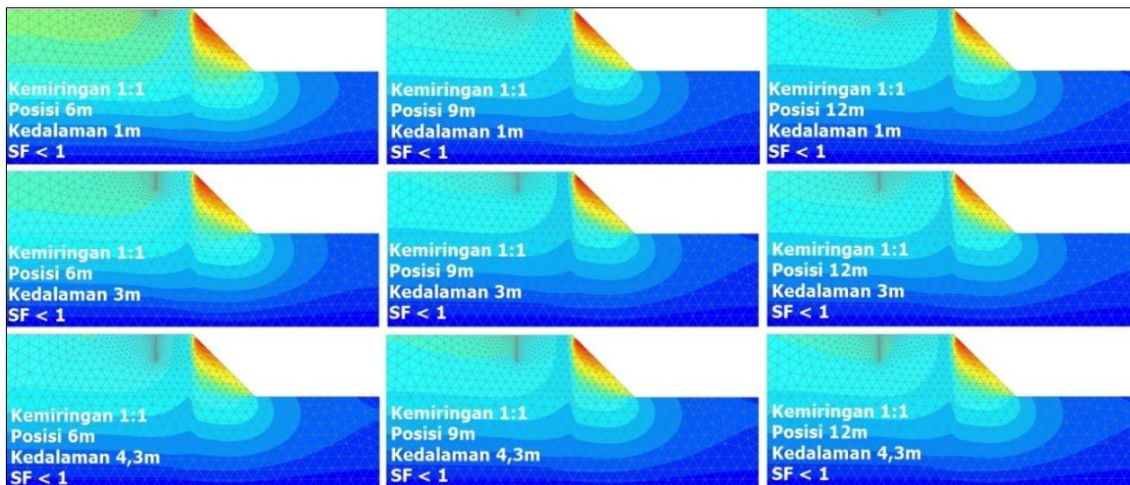 Kemiringan 1:1
Posisi 6m
Kedalaman 1m
SF < 1
Kemiringan 1:1
Posisi 9m
Kedalaman 1m
SF < 1
Kemiringan 1:1
Posisi 12m
Kedalaman 1m
SF < 1
Kemiringan 1:1
Posisi 6m
Kedalaman 3m
SF < 1
Kemiringan 1:1
Posisi 9m
Kedalaman 3m
SF < 1
Kemiringan 1:1
Posisi 12m
Kedalaman 3m
SF < 1
Kemiringan 1:1
Posisi 6m
Kedalaman 4,3m
SF < 1
Kemiringan 1:1
Posisi 9m
Kedalaman 4,3m
SF < 1
Kemiringan 1:1
Posisi 12m
Kedalaman 4,3m
SF < 1